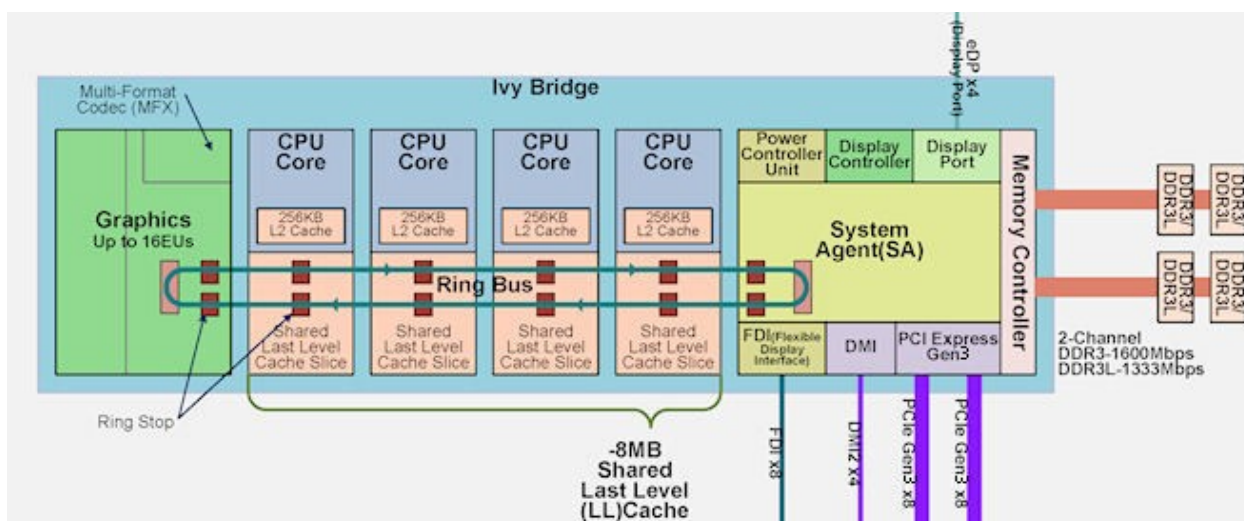 eDP x4
(Display Port)
Ivy Bridge
Multi-Format
Codec (MFX)
Graphics
Up to 16EUs
CPU
Core
256KB
L2 Cache
Shared
Last Level
Cache Slice
CPU
Core
256KB
L2 Cache
Shared
Last Level
Cache Slice
CPU
Core
256KB
L2 Cache
Shared
Last Level
Cache Slice
CPU
Core
256KB
L2 Cache
Shared
Last Level
Cache Slice
Ring Bus
Power
Controller
Unit
Display
Controller
Display
Port
System
Agent(SA)
FDI(Flexible
Display
Interface)
DMI
PCI Express
Gen3
Memory Controller
DDR3/
DDR3L
DDR3/
DDR3L
DDR3/
DDR3L
DDR3/
DDR3L
2-Channel
DDR3-1600Mbps
DDR3L-1333Mbps
Ring Stop
-8MB
Shared
Last Level
(LL)Cache
FDI x8
DMI2 x4
PCIe Gen3 x8
PCIe Gen3 x8